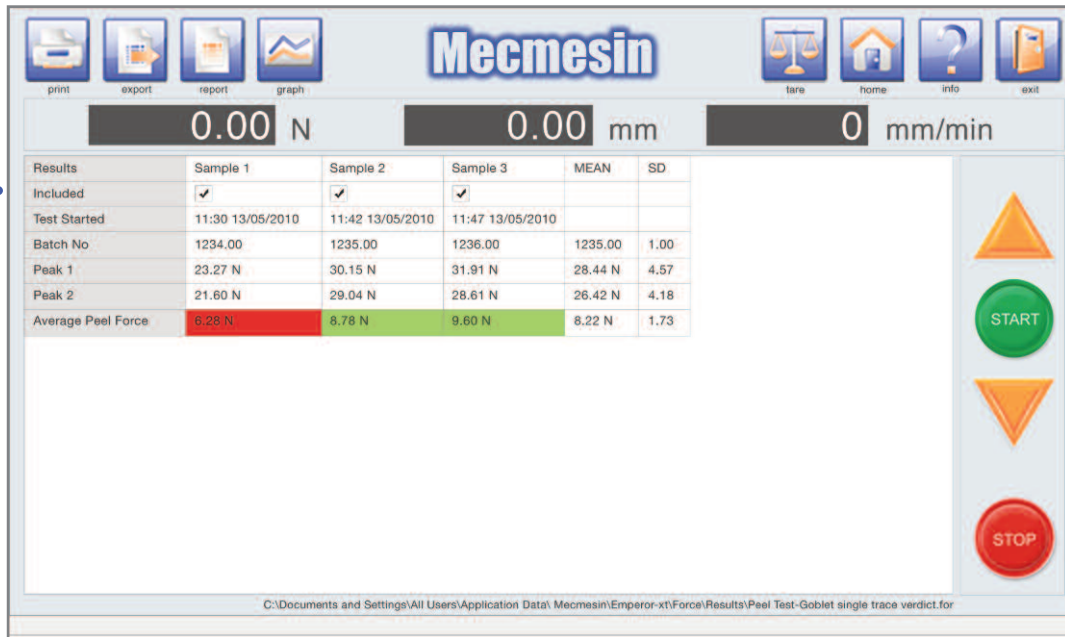 Mecmesin
print export report graph tare home info exit
0.00 N 0.00 mm 0 mm/min
Results Sample 1 Sample 2 Sample 3 MEAN SD
Included
Test Started 11:30 13/05/2010 11:42 13/05/2010 11:47 13/05/2010
Batch No 1234.00 1235.00 1236.00 1235.00 1.00
Peak 1 23.27 N 30.15 N 31.91 N 28.44 N 4.57
Peak 2 21.60 N 29.04 N 28.61 N 26.42 N 4.18
Average Peel Force 6.28 N 8.78 N 9.60 N 8.22 N 1.73
START
STOP
C:\Documents and Settings\All Users\Application Data\ Mecmesin\Emperor-xt\Force\Results\Peel Test-Goblet single trace verdict.for